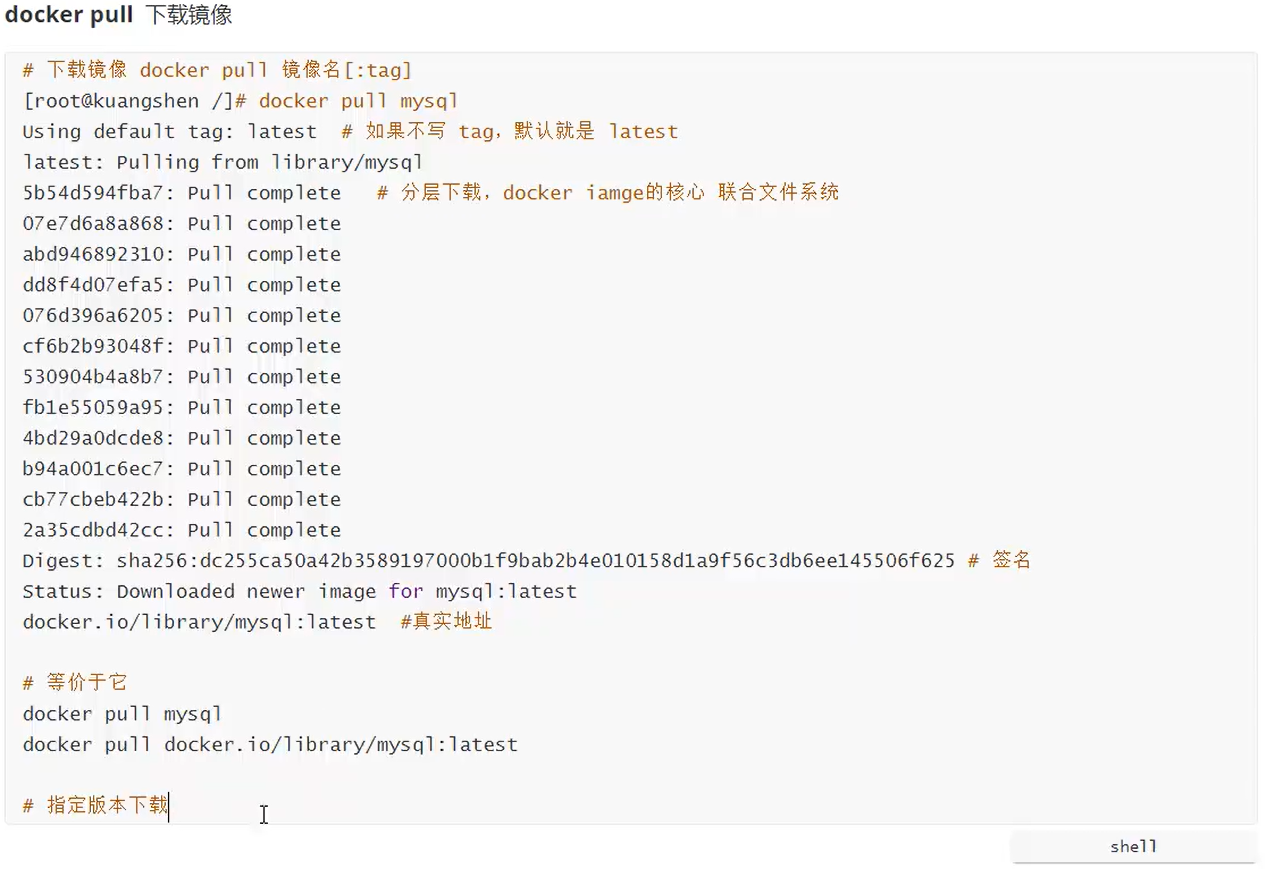 docker pull 下载镜像
# 下载镜像 docker pull 镜像名[:tag]
[root@kuangshen /]# docker pull mysql
Using default tag: latest # 如果不写 tag，默认就是 latest
latest: Pulling from library/mysql
5b54d594fba7: Pull complete # 分层下载，docker iamge的核心 联合文件系统
07e7d6a8a868: Pull complete
abd946892310: Pull complete
dd8f4d07efa5: Pull complete
076d396a6205: Pull complete
cf6b2b93048f: Pull complete
530904b4a8b7: Pull complete
fb1e55059a95: Pull complete
4bd29a0dcde8: Pull complete
b94a001c6ec7: Pull complete
cb77cbeb422b: Pull complete
2a35cdbd42cc: Pull complete
Digest: sha256:dc255ca50a42b3589197000b1f9bab2b4e010158d1a9f56c3db6ee145506f625 # 签名
Status: Downloaded newer image for mysql:latest
docker.io/library/mysql:latest #真实地址
# 等价于它
docker pull mysql
docker pull docker.io/library/mysql:latest
# 指定版本下载
shell